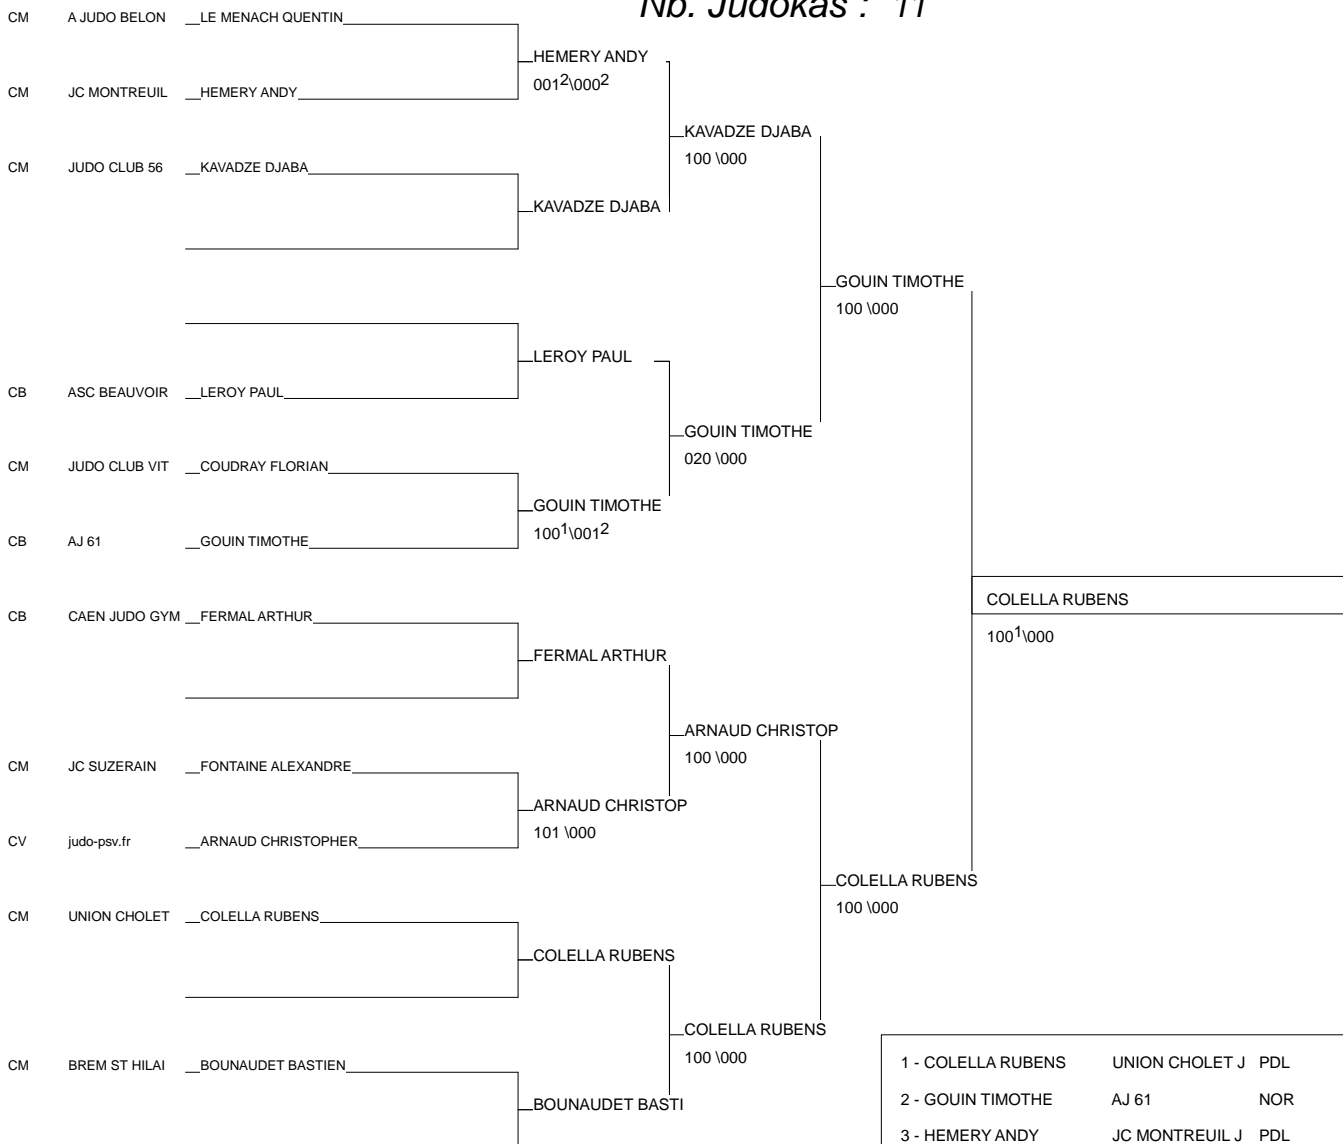 Nb. Judokas : 11
CM A JUDO BELON LE MENACH QUENTIN
HEMERY ANDY
001²\000²
CM JC MONTREUIL HEMERY ANDY
KAVADZE DJABA
100 \000
CM JUDO CLUB 56 KAVADZE DJABA
KAVADZE DJABA
GOUIN TIMOTHE
100 \000
LEROY PAUL
CB ASC BEAUVOIR LEROY PAUL
GOUIN TIMOTHE
020 \000
CM JUDO CLUB VIT COUDRAY FLORIAN
GOUIN TIMOTHE
100¹\001²
CB AJ 61 GOUIN TIMOTHE
COLELLA RUBENS
100¹\000
CB CAEN JUDO GYM FERMAL ARTHUR
FERMAL ARTHUR
ARNAUD CHRISTOP
100 \000
CM JC SUZERAIN FONTAINE ALEXANDRE
ARNAUD CHRISTOP
101 \000
CV judo-psv.fr ARNAUD CHRISTOPHER
COLELLA RUBENS
100 \000
CM UNION CHOLET COLELLA RUBENS
COLELLA RUBENS
COLELLA RUBENS
100 \000
CM BREM ST HILAI BOUNAUDET BASTIEN
BOUNAUDET BASTI
1 - COLELLA RUBENS UNION CHOLET J PDL
2 - GOUIN TIMOTHE AJ 61 NOR
3 - HEMERY ANDY JC MONTREUIL J PDL